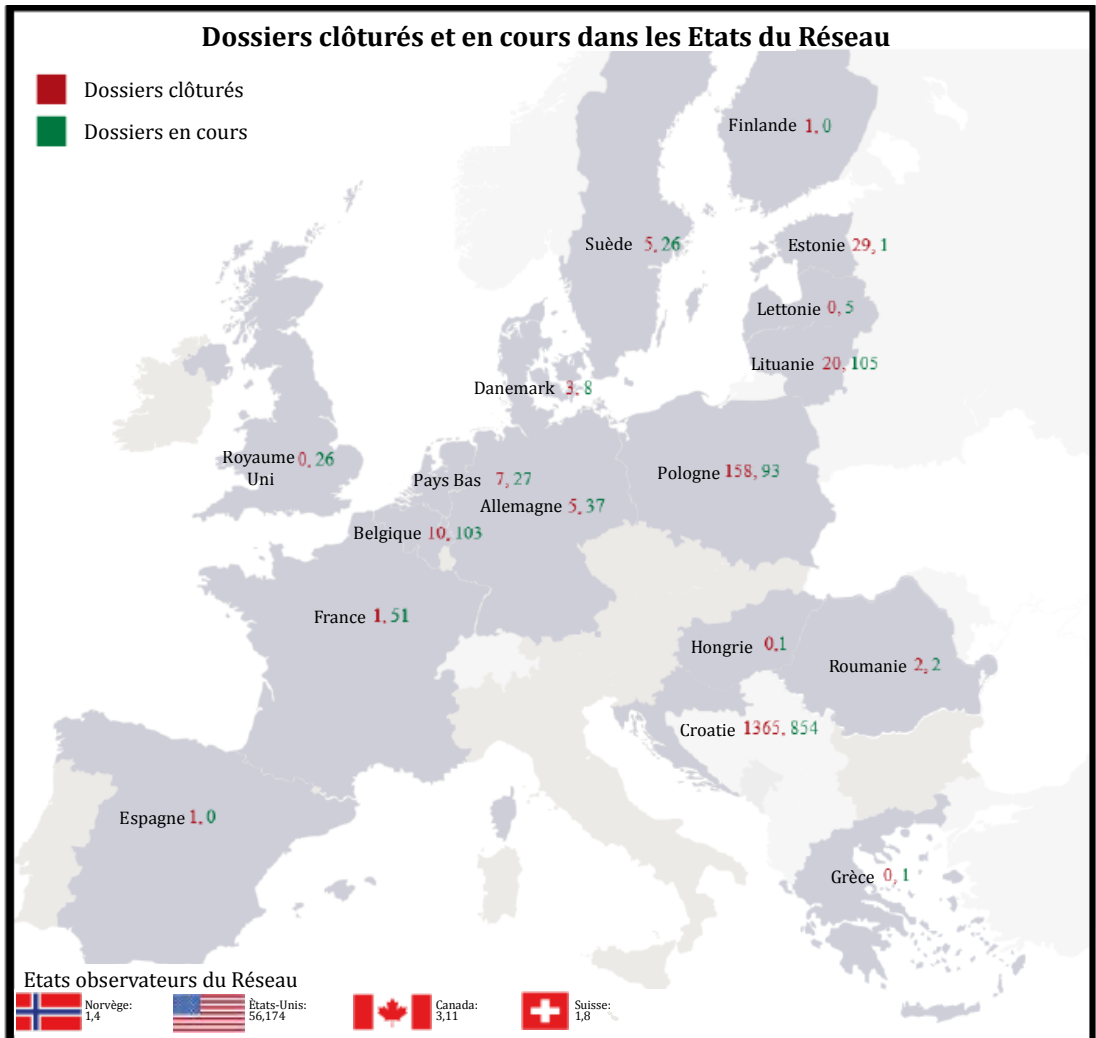 Dossiers clôturés et en cours dans les Etats du Réseau
Dossiers clôturés
Dossiers en cours
Finlande 1, 0
Suède 5, 26
Estonie 29, 1
Lettonie 0, 5
Lituanie 20, 105
Danemark 3, 8
Royaume 0, 26
Uni
Pays Bas 7, 27
Pologne 158, 93
Allemagne 5, 37
Belgique 10, 103
France 1, 51
Hongrie 0,1
Roumanie 2, 2
Croatie 1365, 854
Espagne 1, 0
Grèce 0, 1
Etats observateurs du Réseau
Norvège:
1,4
Ètats-Unis:
56,174
Canada:
3,11
Suisse:
1,8